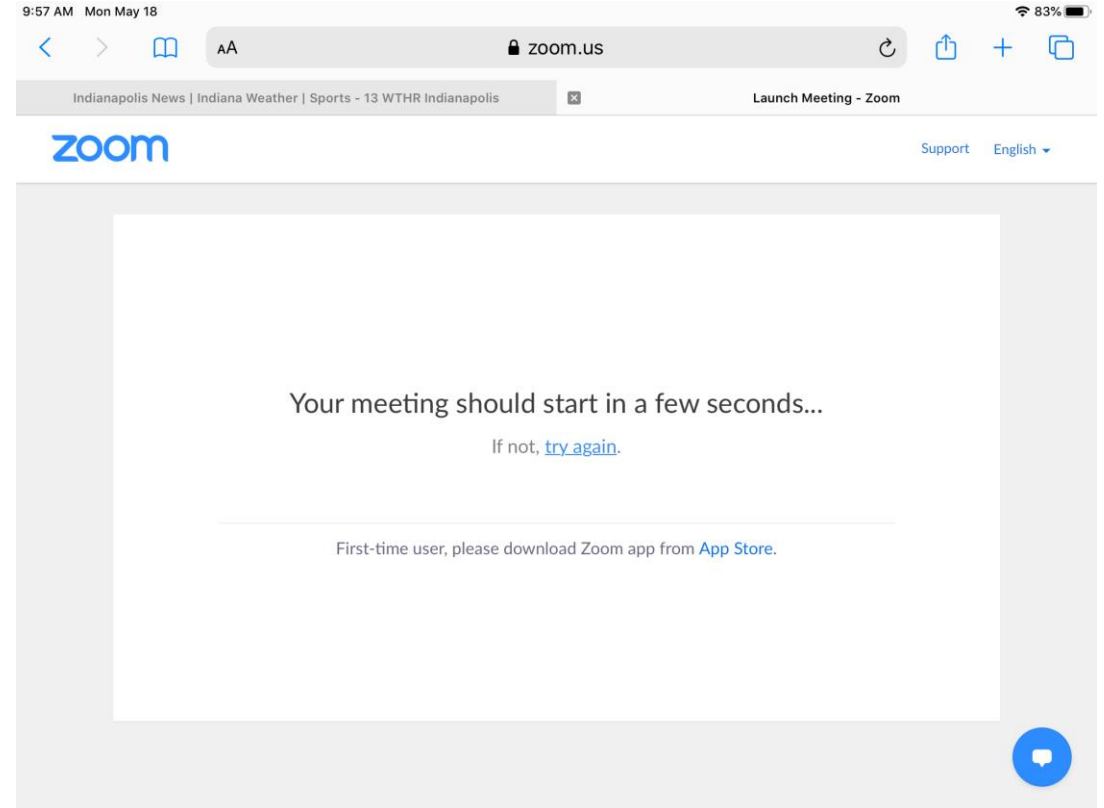 9:57 AM Mon May 18
83%
AA
zoom.us
Indianapolis News | Indiana Weather | Sports - 13 WTHR Indianapolis
Launch Meeting - Zoom
zoom
Support
English
Your meeting should start in a few seconds...
If not, try again.
First-time user, please download Zoom app from App Store.